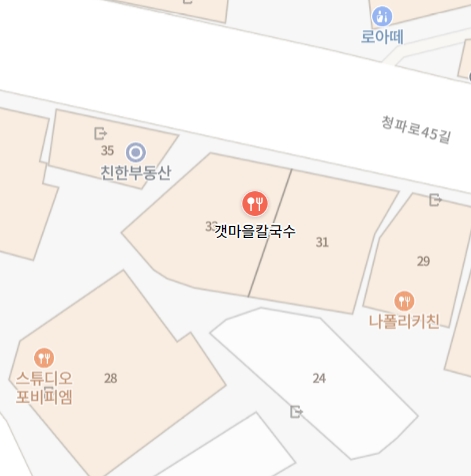 로아떼
청파로45길
35
친한부동산
갯마을칼국수
31
29
나폴리키친
스튜디오
포비피엠
28
24